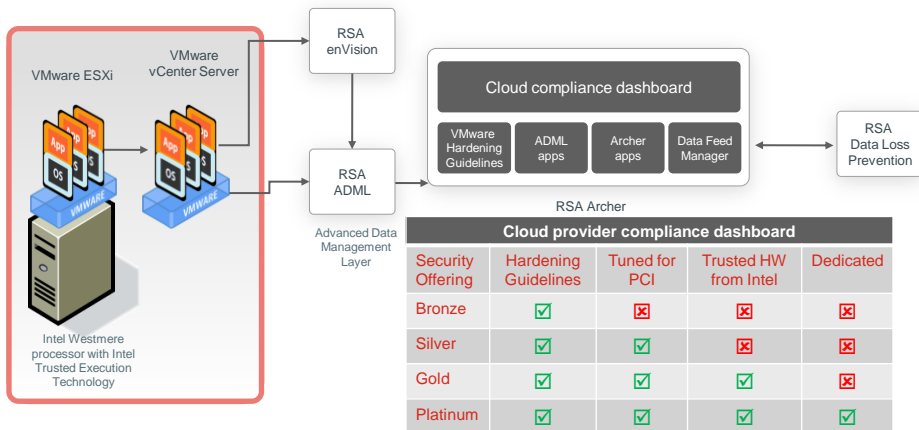 VMware ESXi
VMware
vCenter Server
App
App
OS
OS
VMWARE
VMWARE
Intel Westmere
processor with Intel
Trusted Execution
Technology
RSA
enVision
RSA
ADML
Advanced Data
Management
Layer
Cloud compliance dashboard
VMware
Hardening
Guidelines
ADML
apps
Archer
apps
Data Feed
Manager
RSA
Data Loss
Prevention
RSA Archer
Cloud provider compliance dashboard
Security
Offering
Hardening
Guidelines
Tuned for
PCI
Trusted HW
from Intel
Dedicated
Bronze
Silver
Gold
Platinum